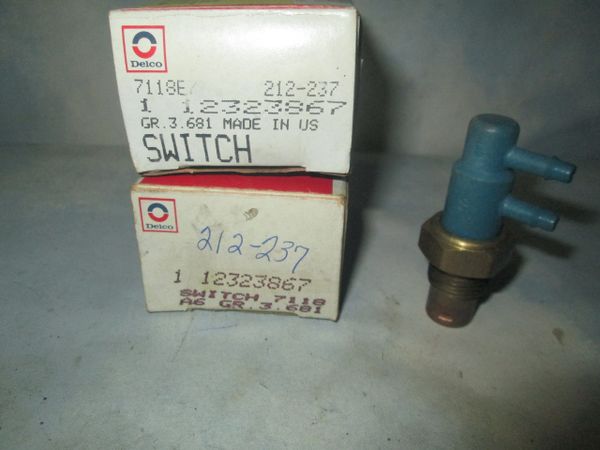 Delco
7118E 212-237
1 12323867
GR.3.681 MADE IN US
SWITCH
Delco
212-237
1 12323867
SWITCH 7118
A6 GR.3.681